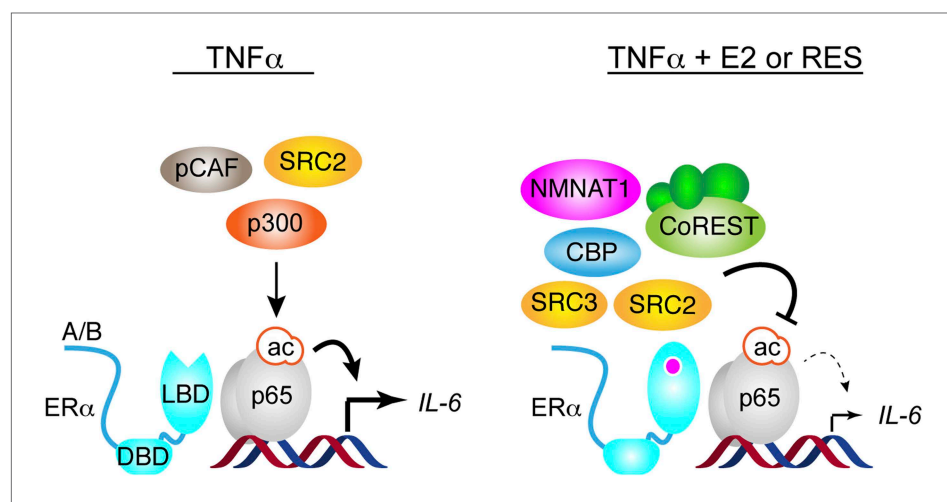 TNFα
pCAF
SRC2
p300
A/B
ac
LBD
p65
ERα
IL-6
DBD
TNFα + E2 or RES
NMNAT1
CoREST
CBP
SRC3
SRC2
ac
ERα
p65
IL-6